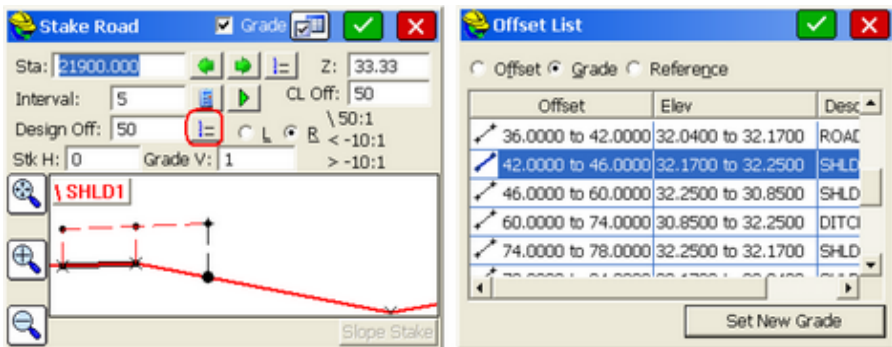 Stake Road
Grade
Sta: 21900.000
Z: 33.33
Interval: 5
CL Off: 50
Design Off: 50
L
R
\ 50:1
< -10:1
> -10:1
Stk H: 0
Grade V: 1
\ SHLD1
Slope Stake
Offset List
Offset
Grade
Reference
Offset Elev Desc
36.0000 to 42.0000 32.0400 to 32.1700 ROAD
42.0000 to 46.0000 32.1700 to 32.2500 SHLD
46.0000 to 60.0000 32.2500 to 30.8500 SHLD
60.0000 to 74.0000 30.8500 to 32.2500 DITCI
74.0000 to 78.0000 32.2500 to 32.1700 SHLD
Set New Grade